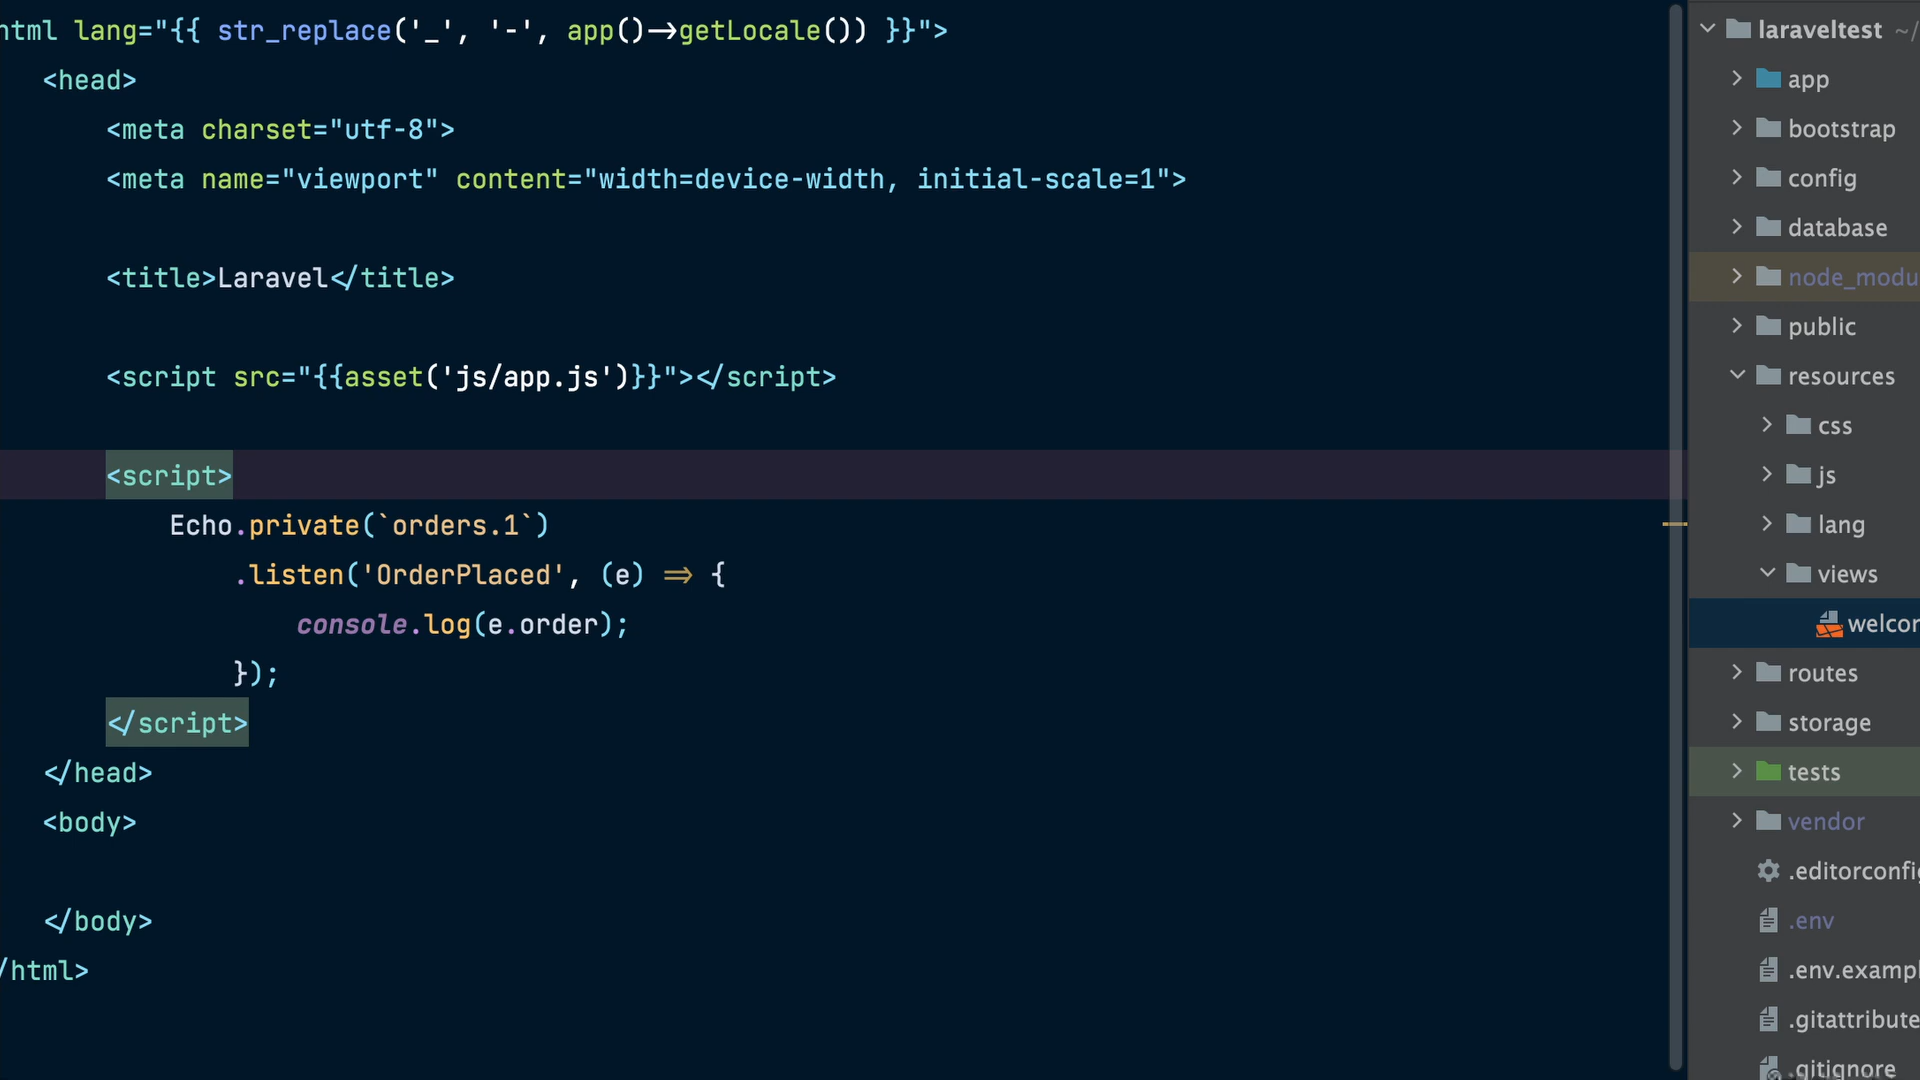 html lang="{{ str_replace('_', '-', app()->getLocale()) }}">
<head>
<meta charset="utf-8">
<meta name="viewport" content="width=device-width, initial-scale=1">
<title>Laravel</title>
<script src="{{asset('js/app.js')}}"></script>
<script>
Echo.private(`orders.1`)
.listen('OrderPlaced', (e) => {
console.log(e.order);
});
</script>
</head>
<body>
</body>
/html>
laraveltest ~/
app
bootstrap
config
database
node_modu
public
resources
css
js
lang
views
welcor
routes
storage
tests
vendor
.editorconfig
.env
.env.exampl
.gitattribute
.gitignore